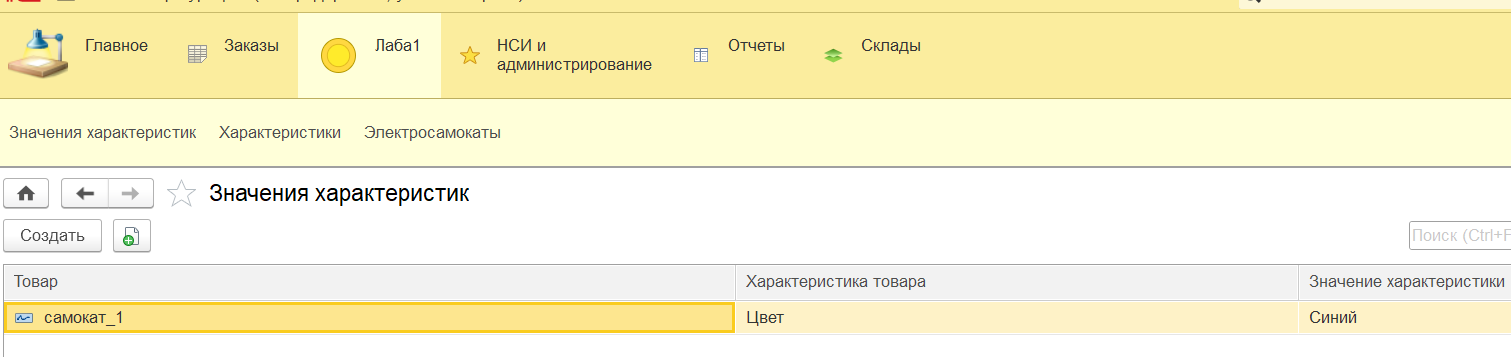 Главное
Заказы
Лаба1
НСИ и
администрирование
Отчеты
Склады
Значения характеристик
Характеристики
Электросамокаты
Значения характеристик
Создать
Поиск (Ctrl+F
Товар
Характеристика товара
Значение характеристики
самокат_1
Цвет
Синий